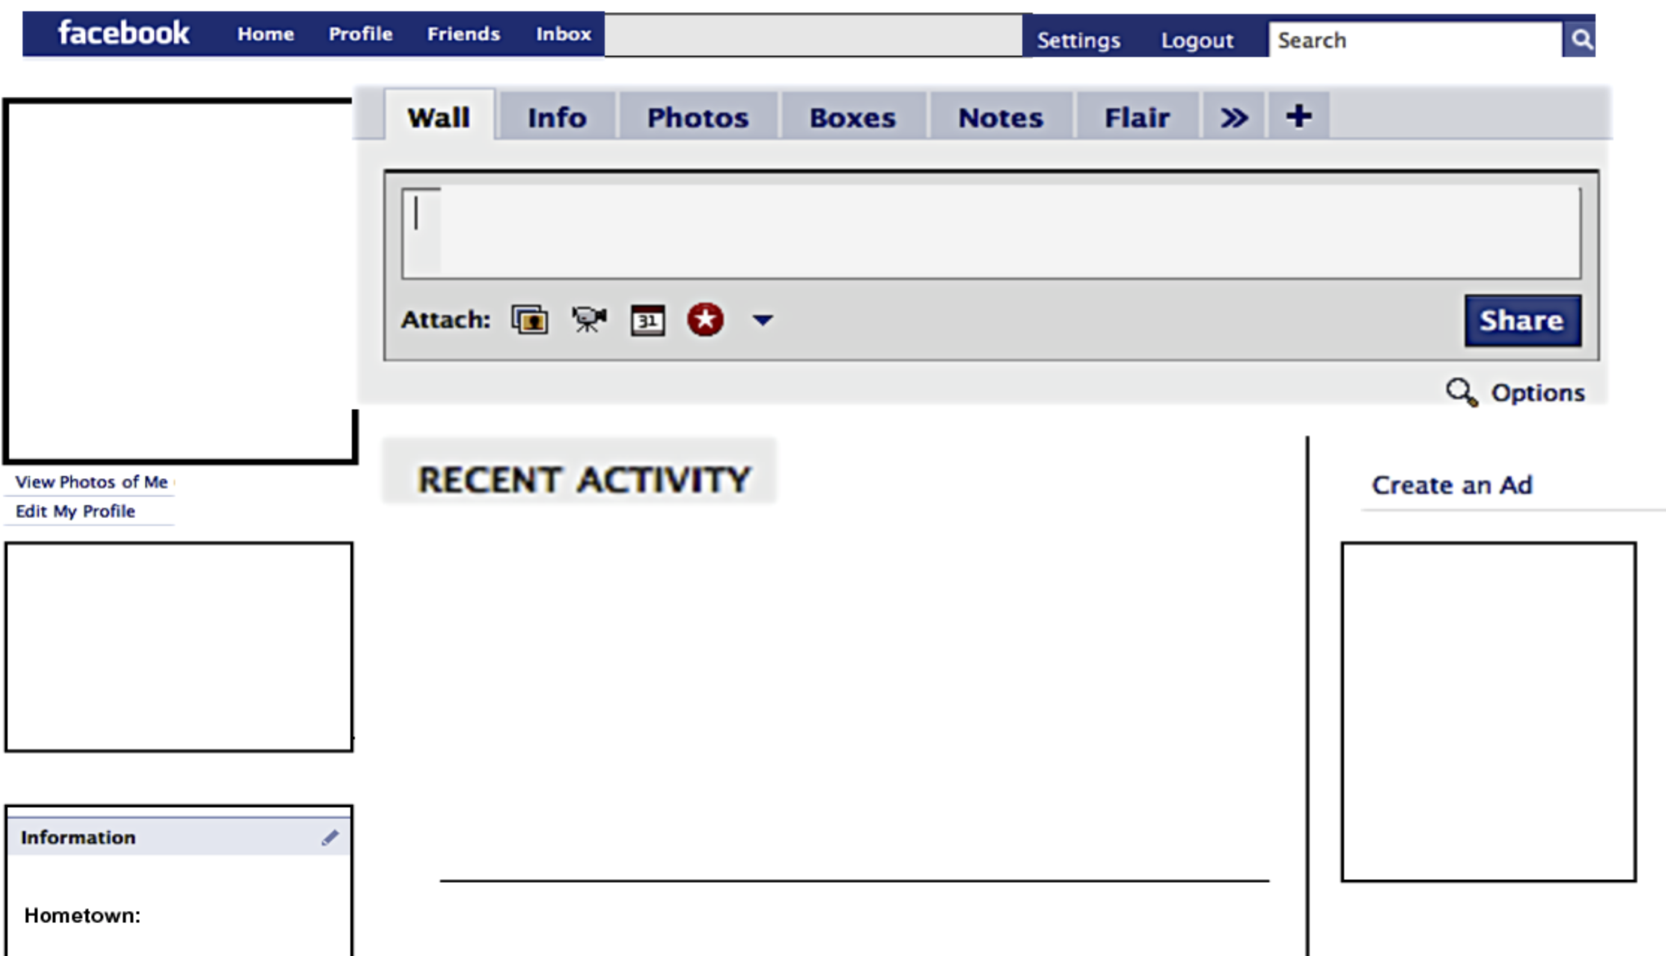 facebook Home Profile Friends Inbox Settings Logout Search
Wall Info Photos Boxes Notes Flair » +
Attach: 31 Share
Options
RECENT ACTIVITY
View Photos of Me
Edit My Profile
Create an Ad
Information
Hometown: